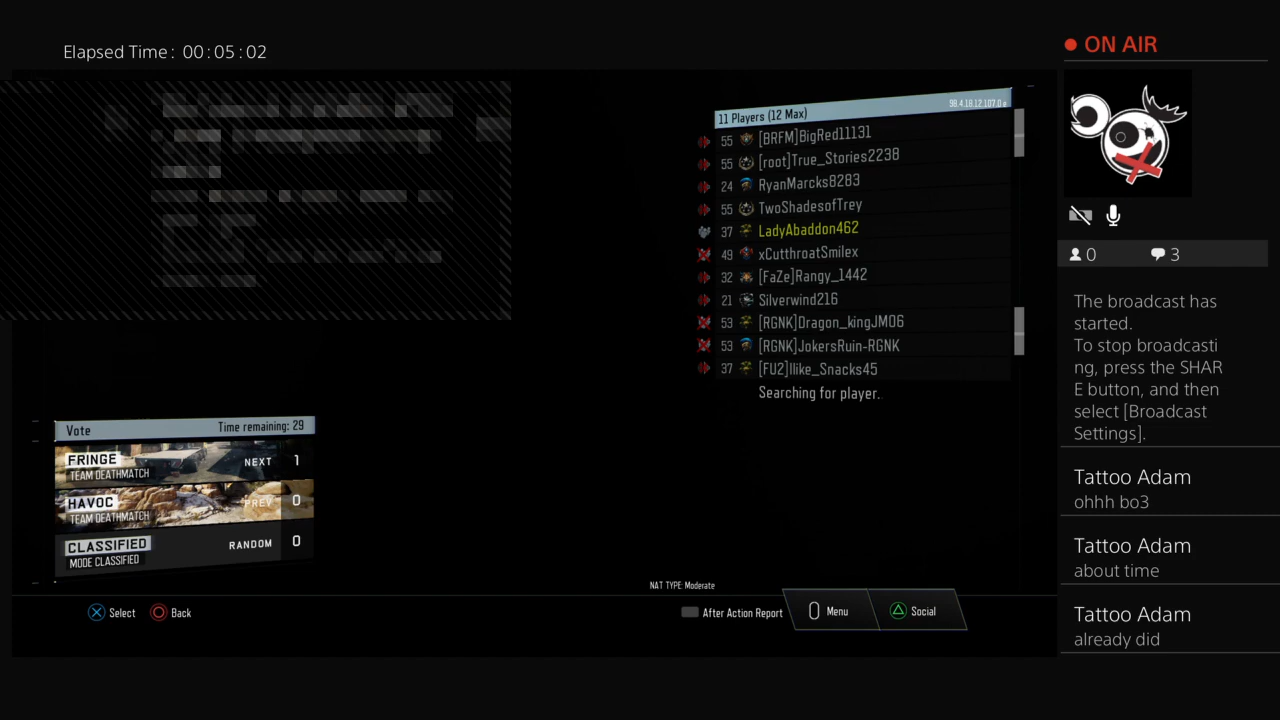 Elapsed Time: 00:05:02
ON AIR
11 Players (12 Max)
55 [BRFM]BigRed11131
55 [root]True_Stories2238
24 RyanMarcks8283
55 TwoShadesofTrey
37 LadyAbaddon462
49 xCutthroatSmilex
32 [FaZe]Rangy_1442
21 Silverwind216
53 [RGNK]Dragon_kingJM06
53 [RGNK]JokersRuin-RGNK
37 [FU2]Ilike_Snacks45
Searching for player.
Vote Time remaining: 29
FRINGE NEXT 1
TEAM DEATHMATCH
HAVOC PREV 0
TEAM DEATHMATCH
CLASSIFIED RANDOM 0
MODE CLASSIFIED
NAT TYPE: Moderate
Select Back After Action Report Menu Social
0 3
The broadcast has
started.
To stop broadcasti
ng, press the SHAR
E button, and then
select [Broadcast
Settings].
Tattoo Adam
ohhh bo3
Tattoo Adam
about time
Tattoo Adam
already did